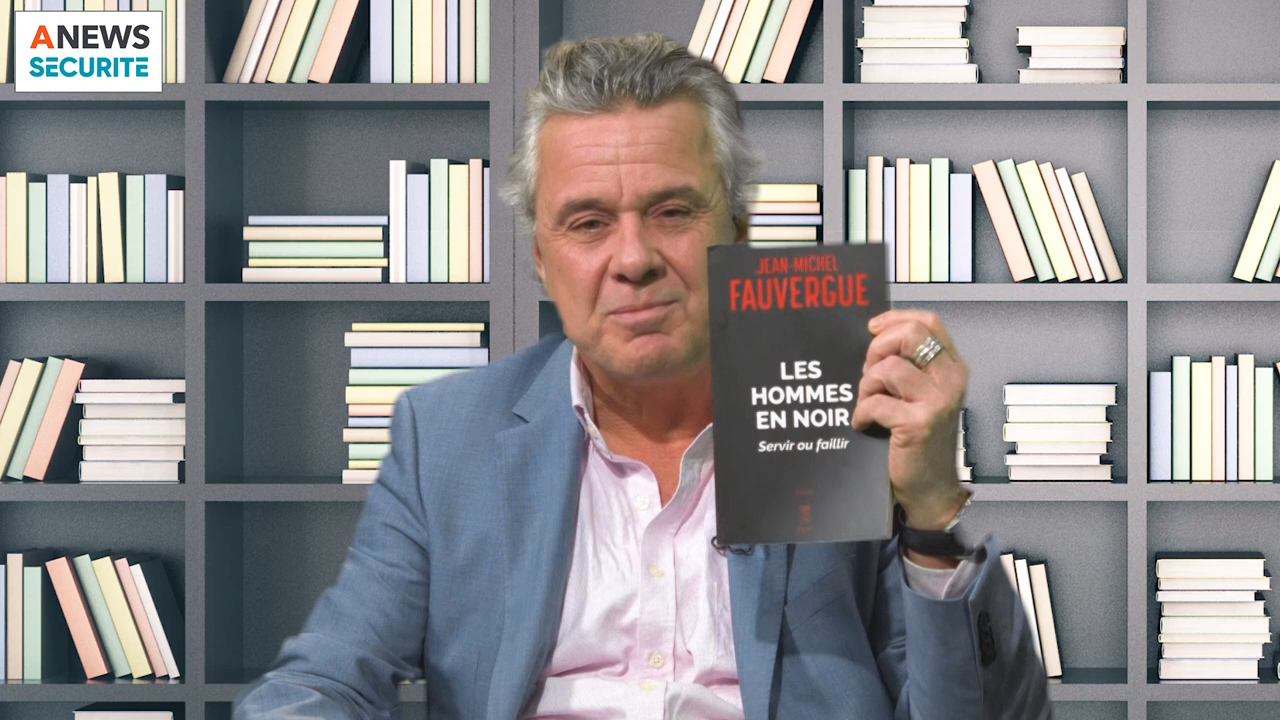 ANEWS
SECURITE
JEAN-MICHEL
FAUVERGUE
LES
HOMMES
EN NOIR
Servir ou faillir